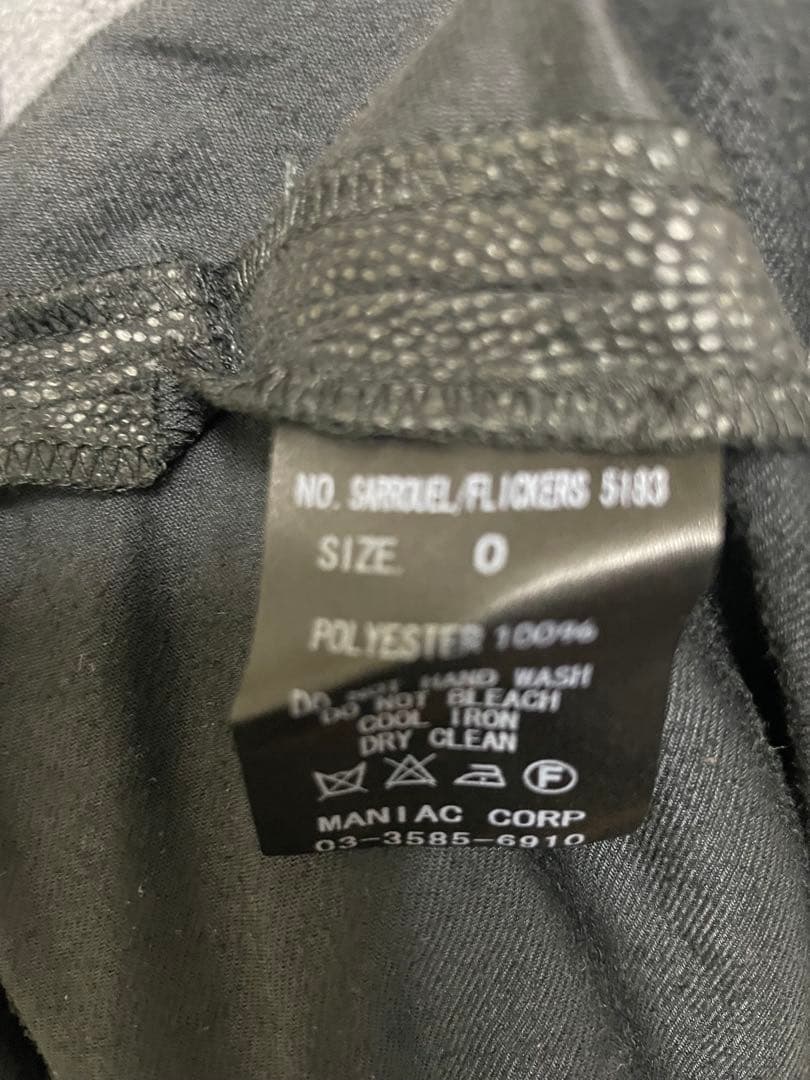 NO. SARROUEL/FLICKERS 5183
SIZE 0
POLYESTER 100%
DO NOT HAND WASH
DO NOT BLEACH
COOL IRON
DRY CLEAN
F
MANIAC CORP
03-3585-6910